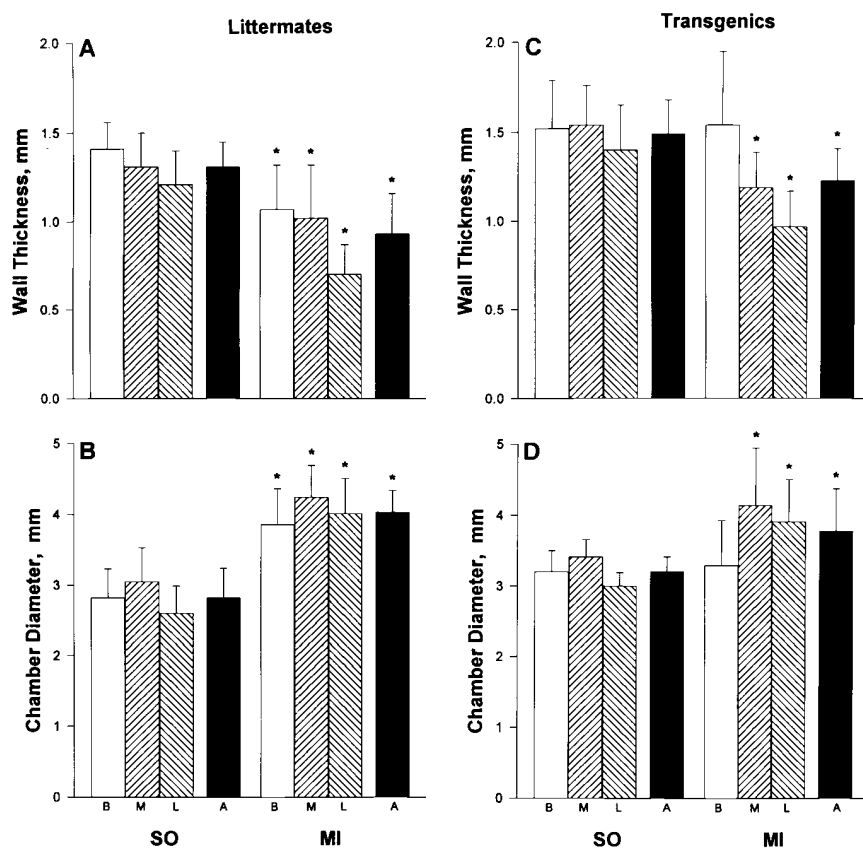 Littermates
Transgenics
A
C
Wall Thickness, mm
2.0
1.5
1.0
0.5
0.0
* * * *
Wall Thickness, mm
2.0
1.5
1.0
0.5
0.0
* * *
B
D
Chamber Diameter, mm
5
4
3
2
1
0
* * * *
B M L A B M L A
SO MI
Chamber Diameter, mm
5
4
3
2
1
0
* * *
B M L A B M L A
SO MI